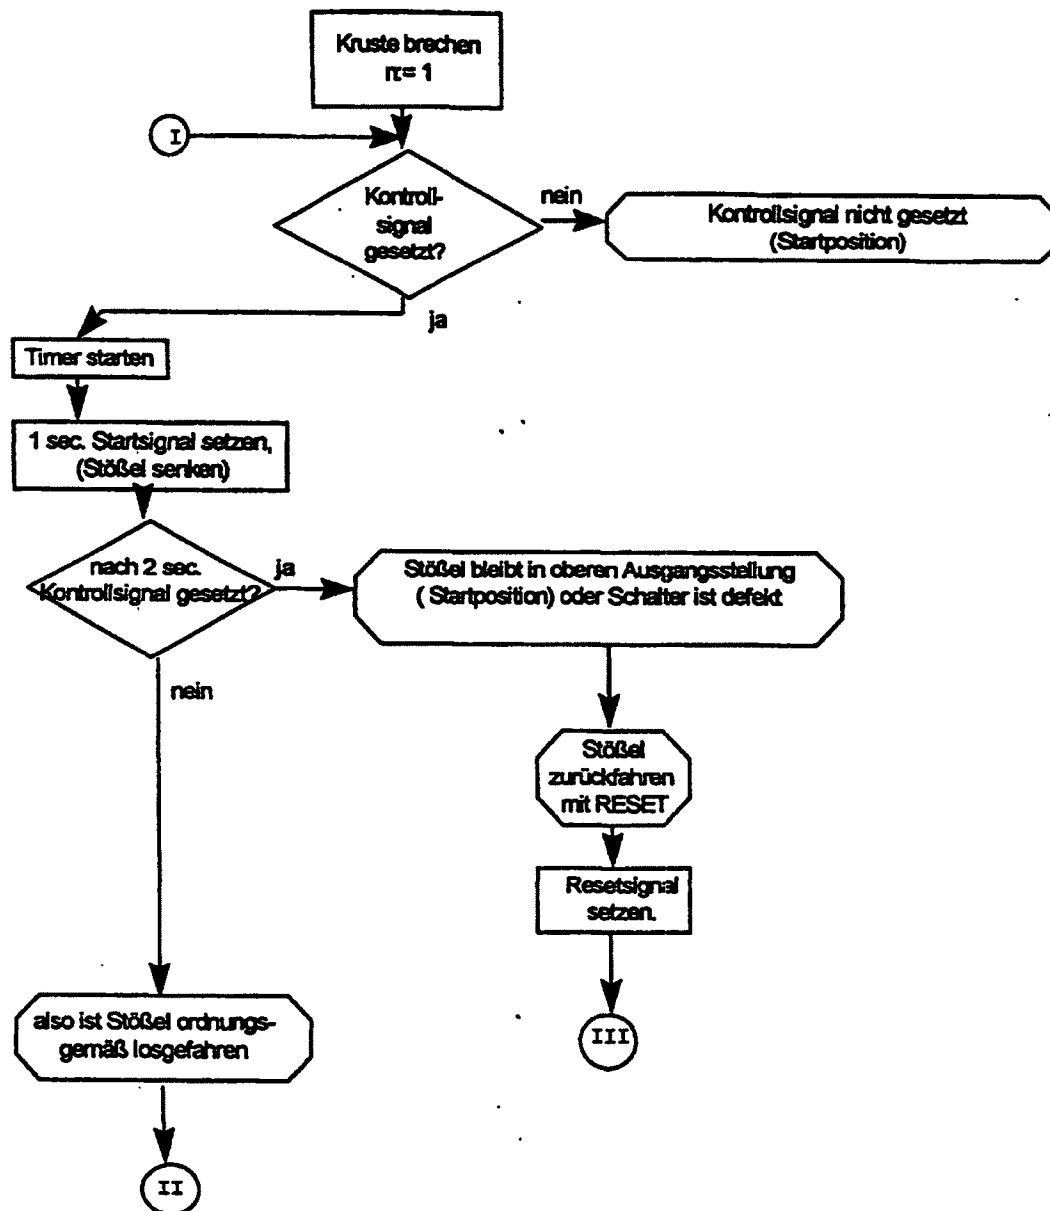 Kruste brechen
n:= 1
I
Kontroll-
signal
gesetzt?
nein
Kontrollsignal nicht gesetzt
(Startposition)
ja
Timer starten
1 sec. Startsignal setzen,
(Stößel senken)
nach 2 sec.
Kontrollsignal gesetzt?
ja
Stößel bleibt in oberen Ausgangsstellung
( Startposition) oder Schalter ist defekt
nein
Stößel
zurückfahren
mit RESET
Resetsignal
setzen.
also ist Stößel ordnungs-
gemäß losgefahren
III
II